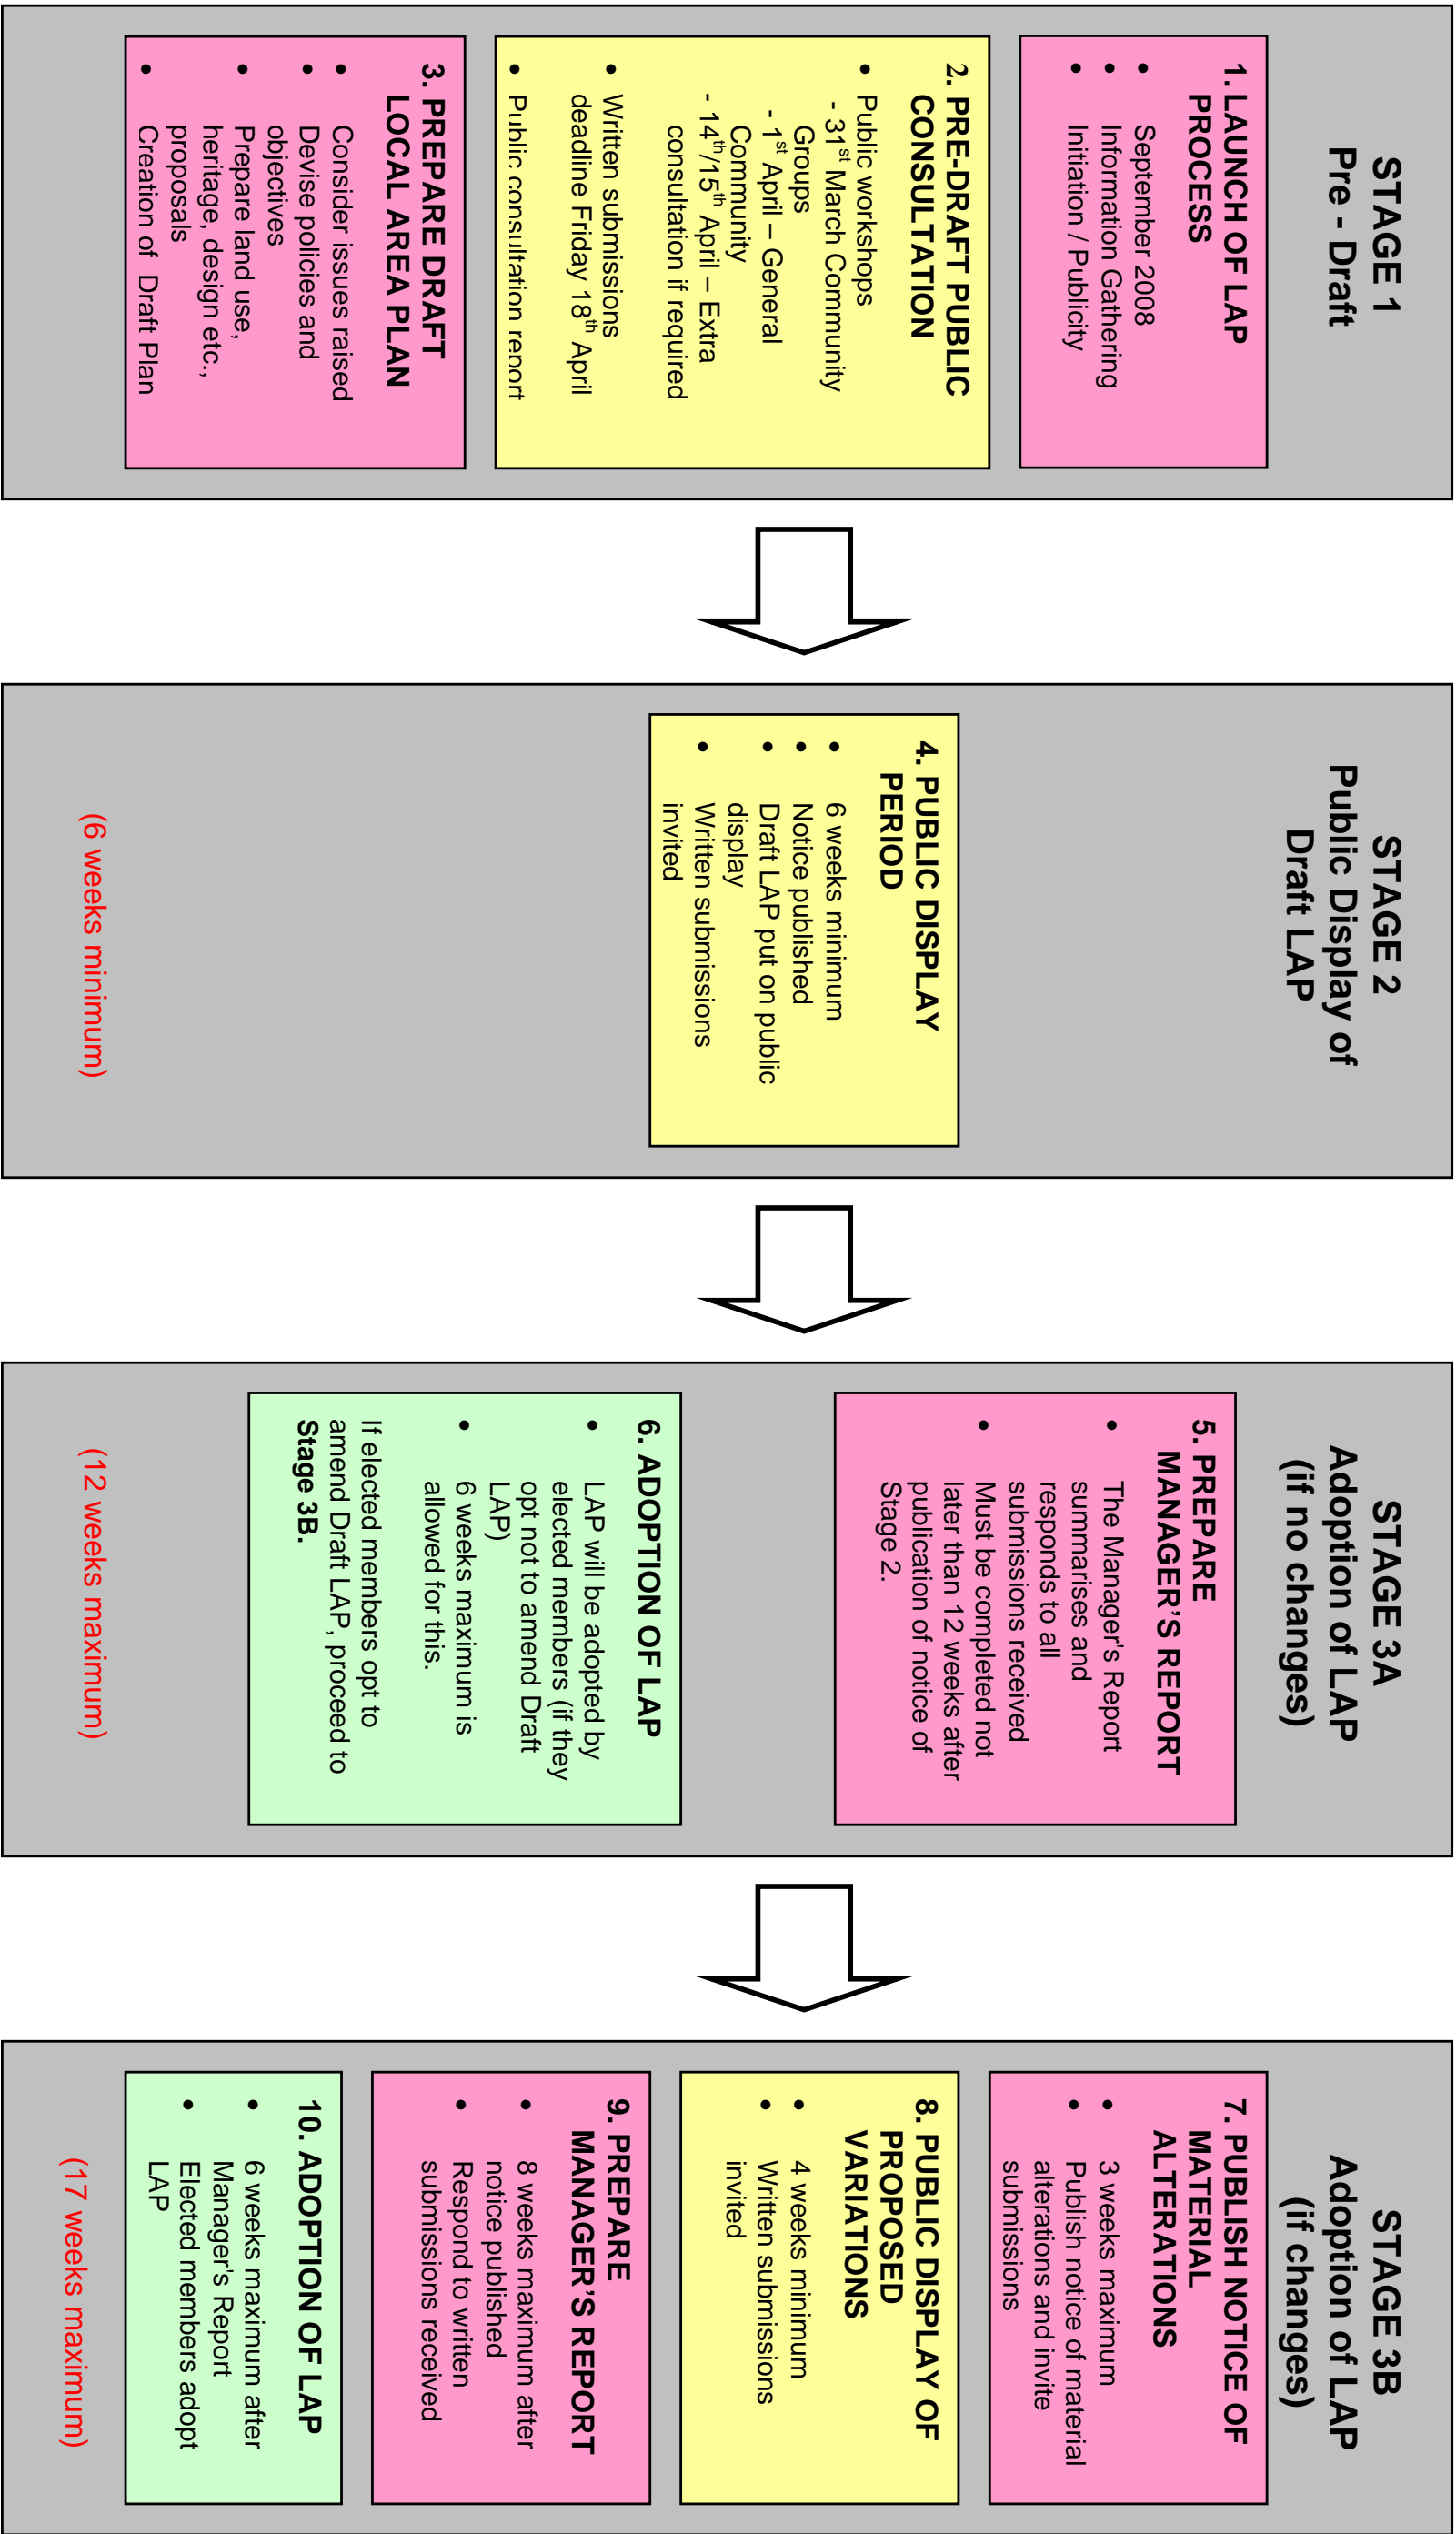 STAGE 1
Pre - Draft
1. LAUNCH OF LAP
PROCESS
• September 2008
• Information Gathering
• Initiation / Publicity
2. PRE-DRAFT PUBLIC
CONSULTATION
• Public workshops
- 31st March Community
Groups
- 1st April – General
Community
- 14th/15th April – Extra
consultation if required
• Written submissions
deadline Friday 18th April
• Public consultation report
3. PREPARE DRAFT
LOCAL AREA PLAN
• Consider issues raised
• Devise policies and
objectives
• Prepare land use,
heritage, design etc.,
proposals
• Creation of Draft Plan
STAGE 2
Public Display of
Draft LAP
4. PUBLIC DISPLAY
PERIOD
• 6 weeks minimum
• Notice published
• Draft LAP put on public
display
• Written submissions
invited
(6 weeks minimum)
STAGE 3A
Adoption of LAP
(if no changes)
5. PREPARE
MANAGER'S REPORT
• The Manager's Report
summarises and
responds to all
submissions received
• Must be completed not
later than 12 weeks after
publication of notice of
Stage 2.
6. ADOPTION OF LAP
• LAP will be adopted by
elected members (if they
opt not to amend Draft
LAP)
• 6 weeks maximum is
allowed for this.
If elected members opt to
amend Draft LAP, proceed to
Stage 3B.
(12 weeks maximum)
STAGE 3B
Adoption of LAP
(if changes)
7. PUBLISH NOTICE OF
MATERIAL
ALTERATIONS
• 3 weeks maximum
• Publish notice of material
alterations and invite
submissions
8. PUBLIC DISPLAY OF
PROPOSED
VARIATIONS
• 4 weeks minimum
• Written submissions
invited
9. PREPARE
MANAGER'S REPORT
• 8 weeks maximum after
notice published
• Respond to written
submissions received
10. ADOPTION OF LAP
• 6 weeks maximum after
Manager's Report
• Elected members adopt
LAP
(17 weeks maximum)